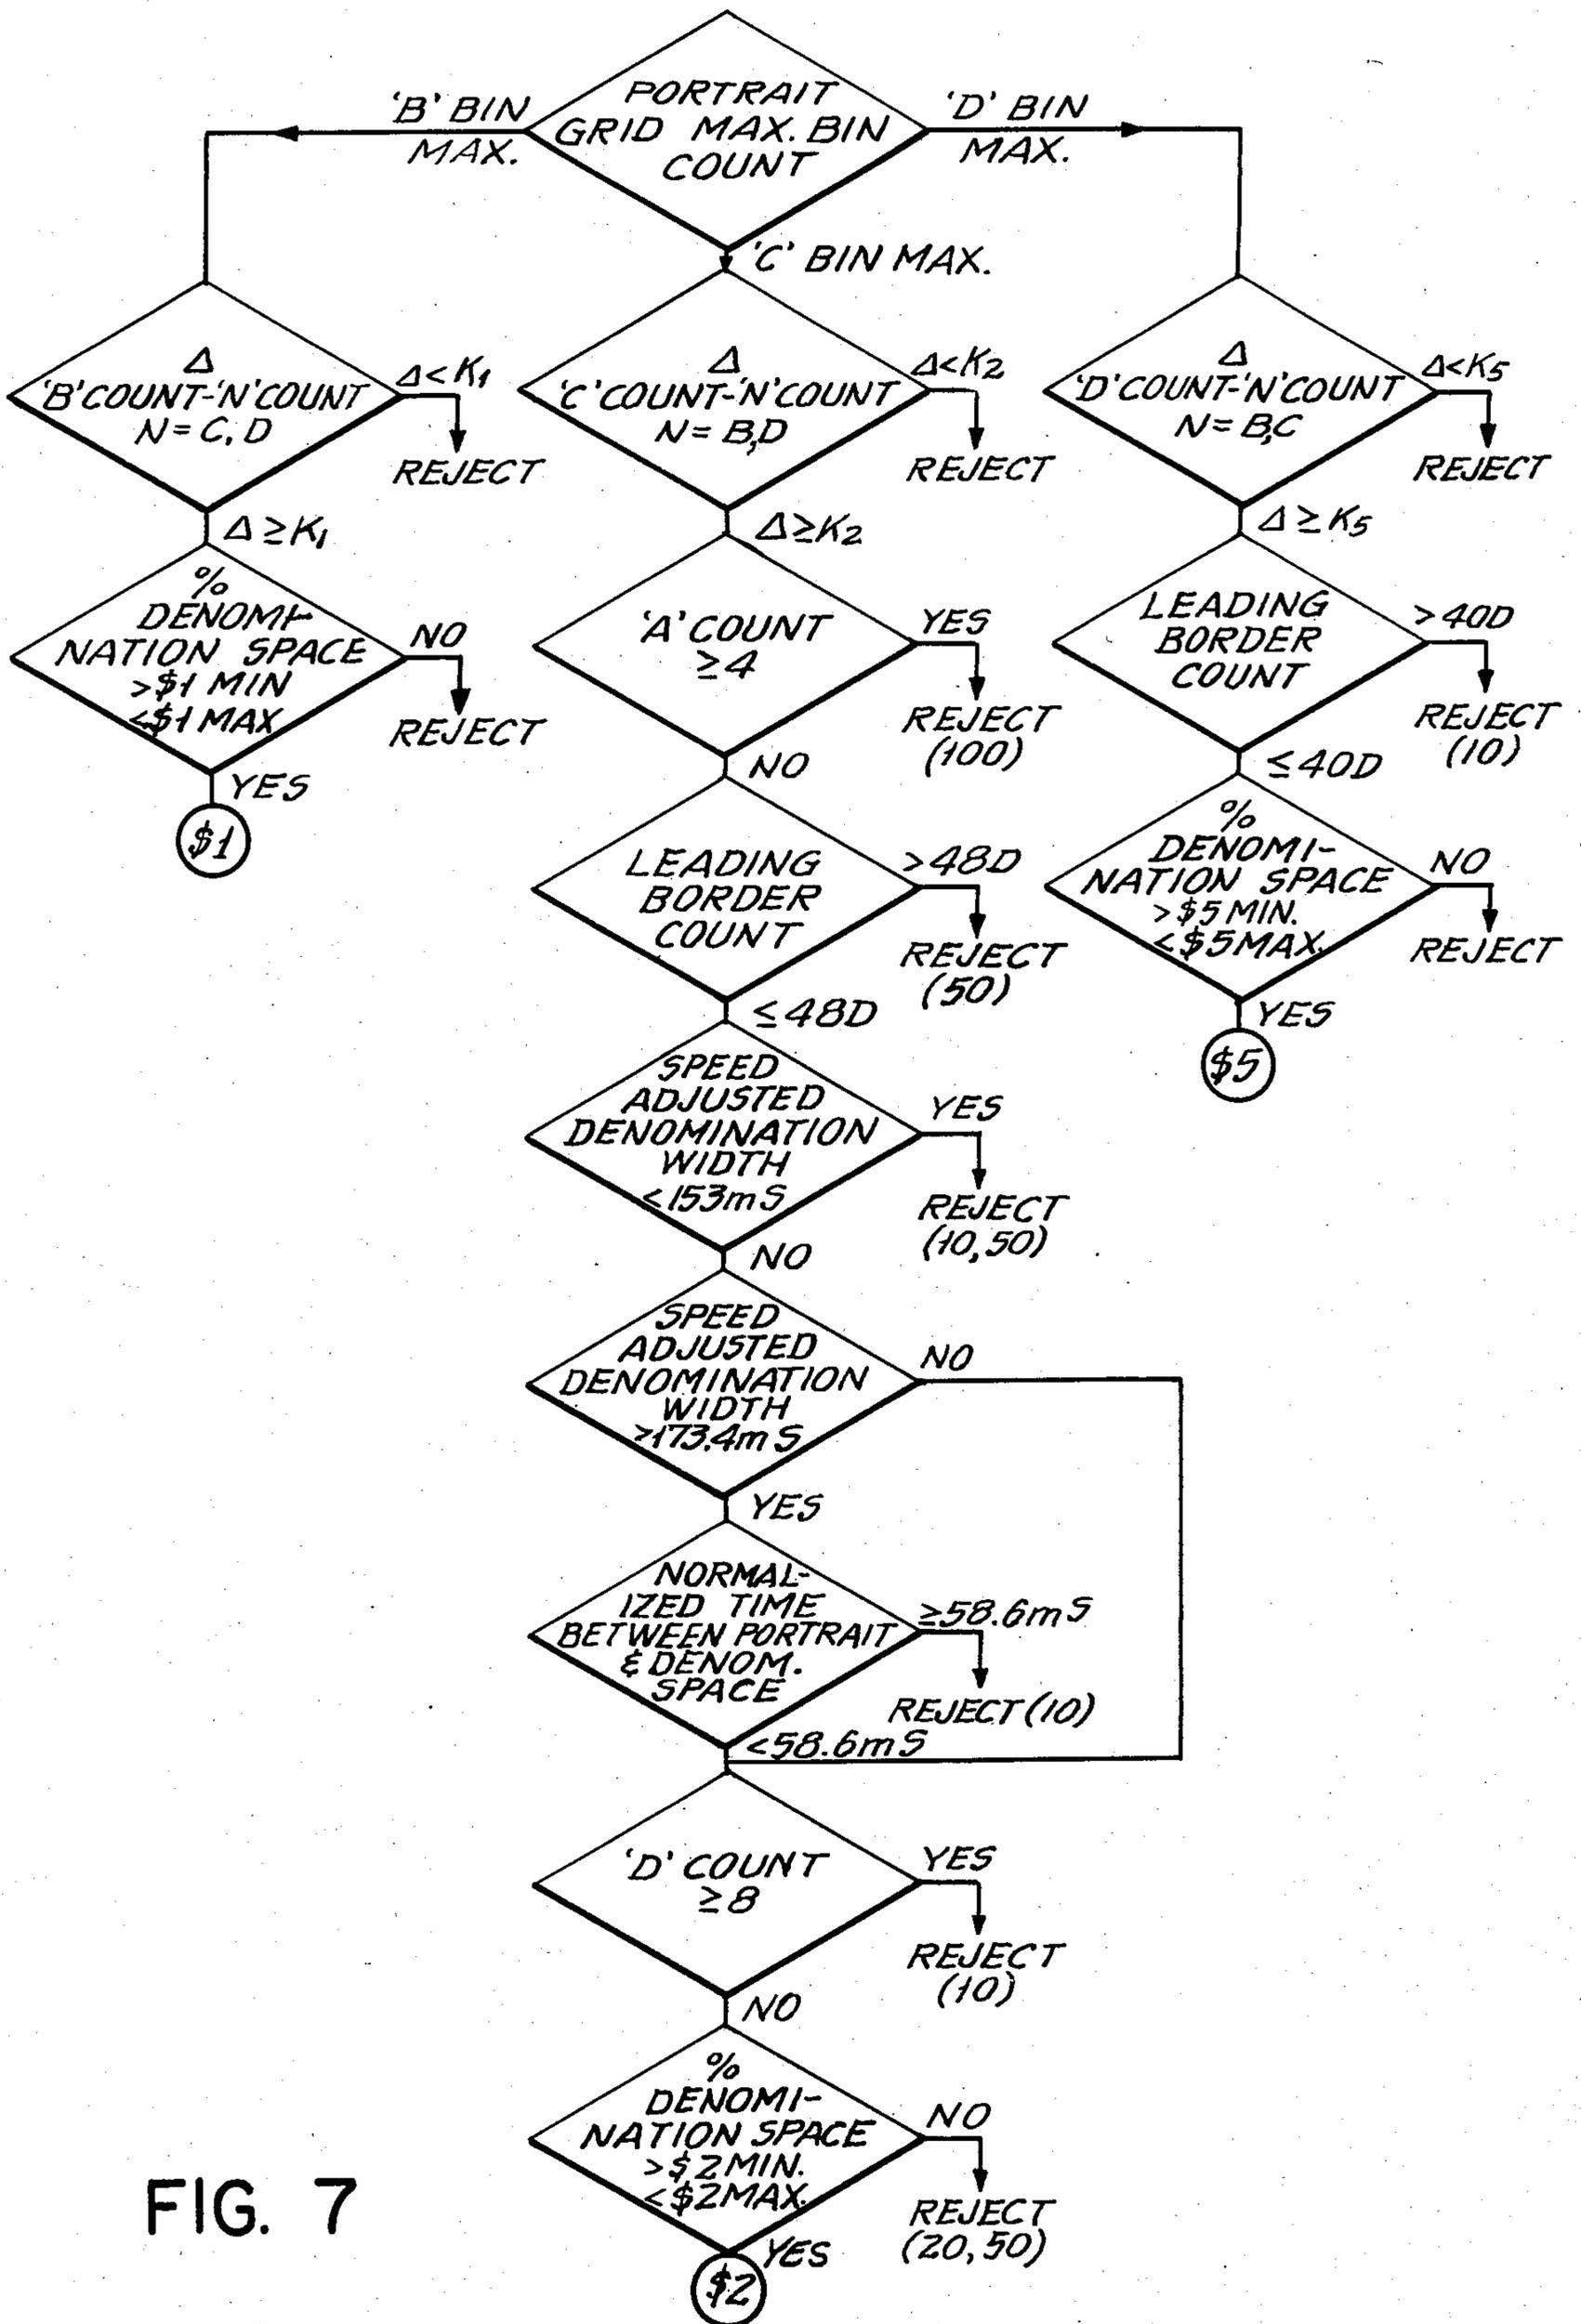 PORTRAIT
GRID MAX. BIN
COUNT
'B' BIN
MAX.
'D' BIN
MAX.
'C' BIN MAX.
Δ
'B' COUNT-'N' COUNT
N = C, D
Δ<K1
REJECT
Δ≥K1
%
DENOMI-
NATION SPACE
>$1 MIN
<$1 MAX
NO
REJECT
YES
$1
Δ
'C' COUNT-'N' COUNT
N = B,D
Δ<K2
REJECT
Δ≥K2
'A' COUNT
≥4
YES
REJECT
(100)
NO
LEADING
BORDER
COUNT
>48D
REJECT
(50)
≤48D
SPEED
ADJUSTED
DENOMINATION
WIDTH
<153mS
YES
REJECT
(10,50)
NO
SPEED
ADJUSTED
DENOMINATION
WIDTH
>173.4mS
NO
YES
NORMAL-
IZED TIME
BETWEEN PORTRAIT
& DENOM.
SPACE
≥58.6mS
REJECT (10)
<58.6mS
'D' COUNT
≥8
YES
REJECT
(10)
NO
%
DENOMI-
NATION SPACE
>$2 MIN.
<$2 MAX.
NO
REJECT
(20,50)
YES
$2
Δ
'D' COUNT-'N' COUNT
N = B,C
Δ<K5
REJECT
Δ≥K5
LEADING
BORDER
COUNT
>40D
REJECT
(10)
≤40D
%
DENOMI-
NATION SPACE
>$5 MIN.
<$5 MAX.
NO
REJECT
YES
$5
FIG. 7